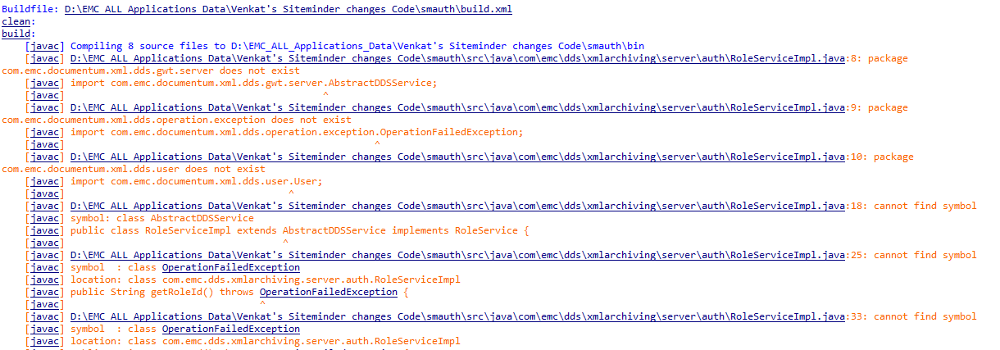 Buildfile: D:\EMC_ALL_Applications_Data\Venkat's Siteminder changes Code\smauth\build.xml
clean:
build:
[javac] Compiling 8 source files to D:\EMC_ALL_Applications_Data\Venkat's Siteminder changes Code\smauth\bin
[javac] D:\EMC_ALL_Applications_Data\Venkat's Siteminder changes Code\smauth\src\java\com\emc\dds\xmlarchiving\server\auth\RoleServiceImpl.java:8: package
com.emc.documentum.xml.dds.gwt.server does not exist
[javac] import com.emc.documentum.xml.dds.gwt.server.AbstractDDSService;
[javac] ^
[javac] D:\EMC_ALL_Applications_Data\Venkat's Siteminder changes Code\smauth\src\java\com\emc\dds\xmlarchiving\server\auth\RoleServiceImpl.java:9: package
com.emc.documentum.xml.dds.operation.exception does not exist
[javac] import com.emc.documentum.xml.dds.operation.exception.OperationFailedException;
[javac] ^
[javac] D:\EMC_ALL_Applications_Data\Venkat's Siteminder changes Code\smauth\src\java\com\emc\dds\xmlarchiving\server\auth\RoleServiceImpl.java:10: package
com.emc.documentum.xml.dds.user does not exist
[javac] import com.emc.documentum.xml.dds.user.User;
[javac] ^
[javac] D:\EMC_ALL_Applications_Data\Venkat's Siteminder changes Code\smauth\src\java\com\emc\dds\xmlarchiving\server\auth\RoleServiceImpl.java:18: cannot find symbol
[javac] symbol: class AbstractDDSService
[javac] public class RoleServiceImpl extends AbstractDDSService implements RoleService {
[javac] ^
[javac] D:\EMC_ALL_Applications_Data\Venkat's Siteminder changes Code\smauth\src\java\com\emc\dds\xmlarchiving\server\auth\RoleServiceImpl.java:25: cannot find symbol
[javac] symbol  : class OperationFailedException
[javac] location: class com.emc.dds.xmlarchiving.server.auth.RoleServiceImpl
[javac] public String getRoleId() throws OperationFailedException {
[javac] ^
[javac] D:\EMC_ALL_Applications_Data\Venkat's Siteminder changes Code\smauth\src\java\com\emc\dds\xmlarchiving\server\auth\RoleServiceImpl.java:33: cannot find symbol
[javac] symbol  : class OperationFailedException
[javac] location: class com.emc.dds.xmlarchiving.server.auth.RoleServiceImpl